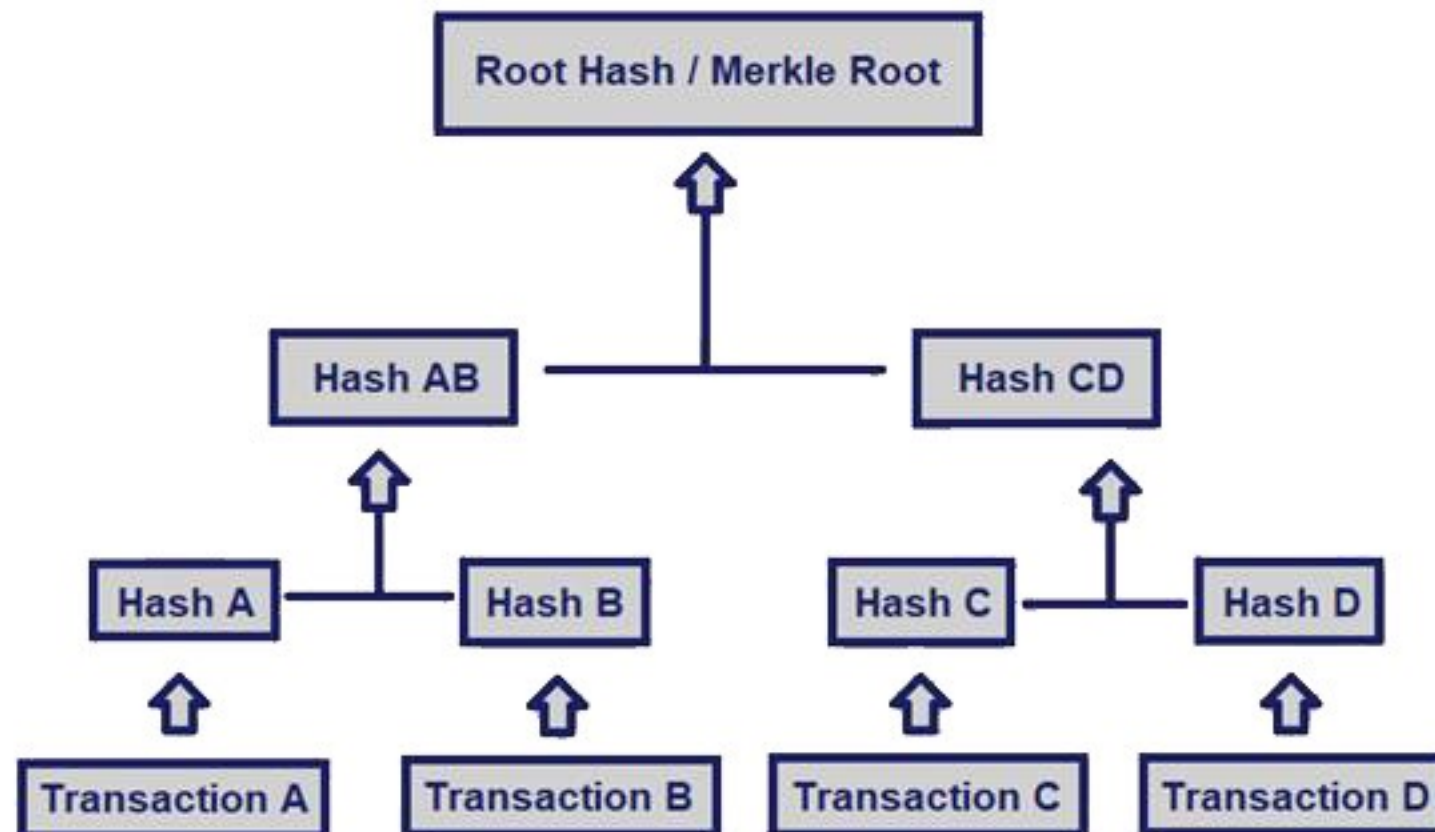 Root Hash / Merkle Root
Hash AB
Hash CD
Hash A
Hash B
Hash C
Hash D
Transaction A
Transaction B
Transaction C
Transaction D